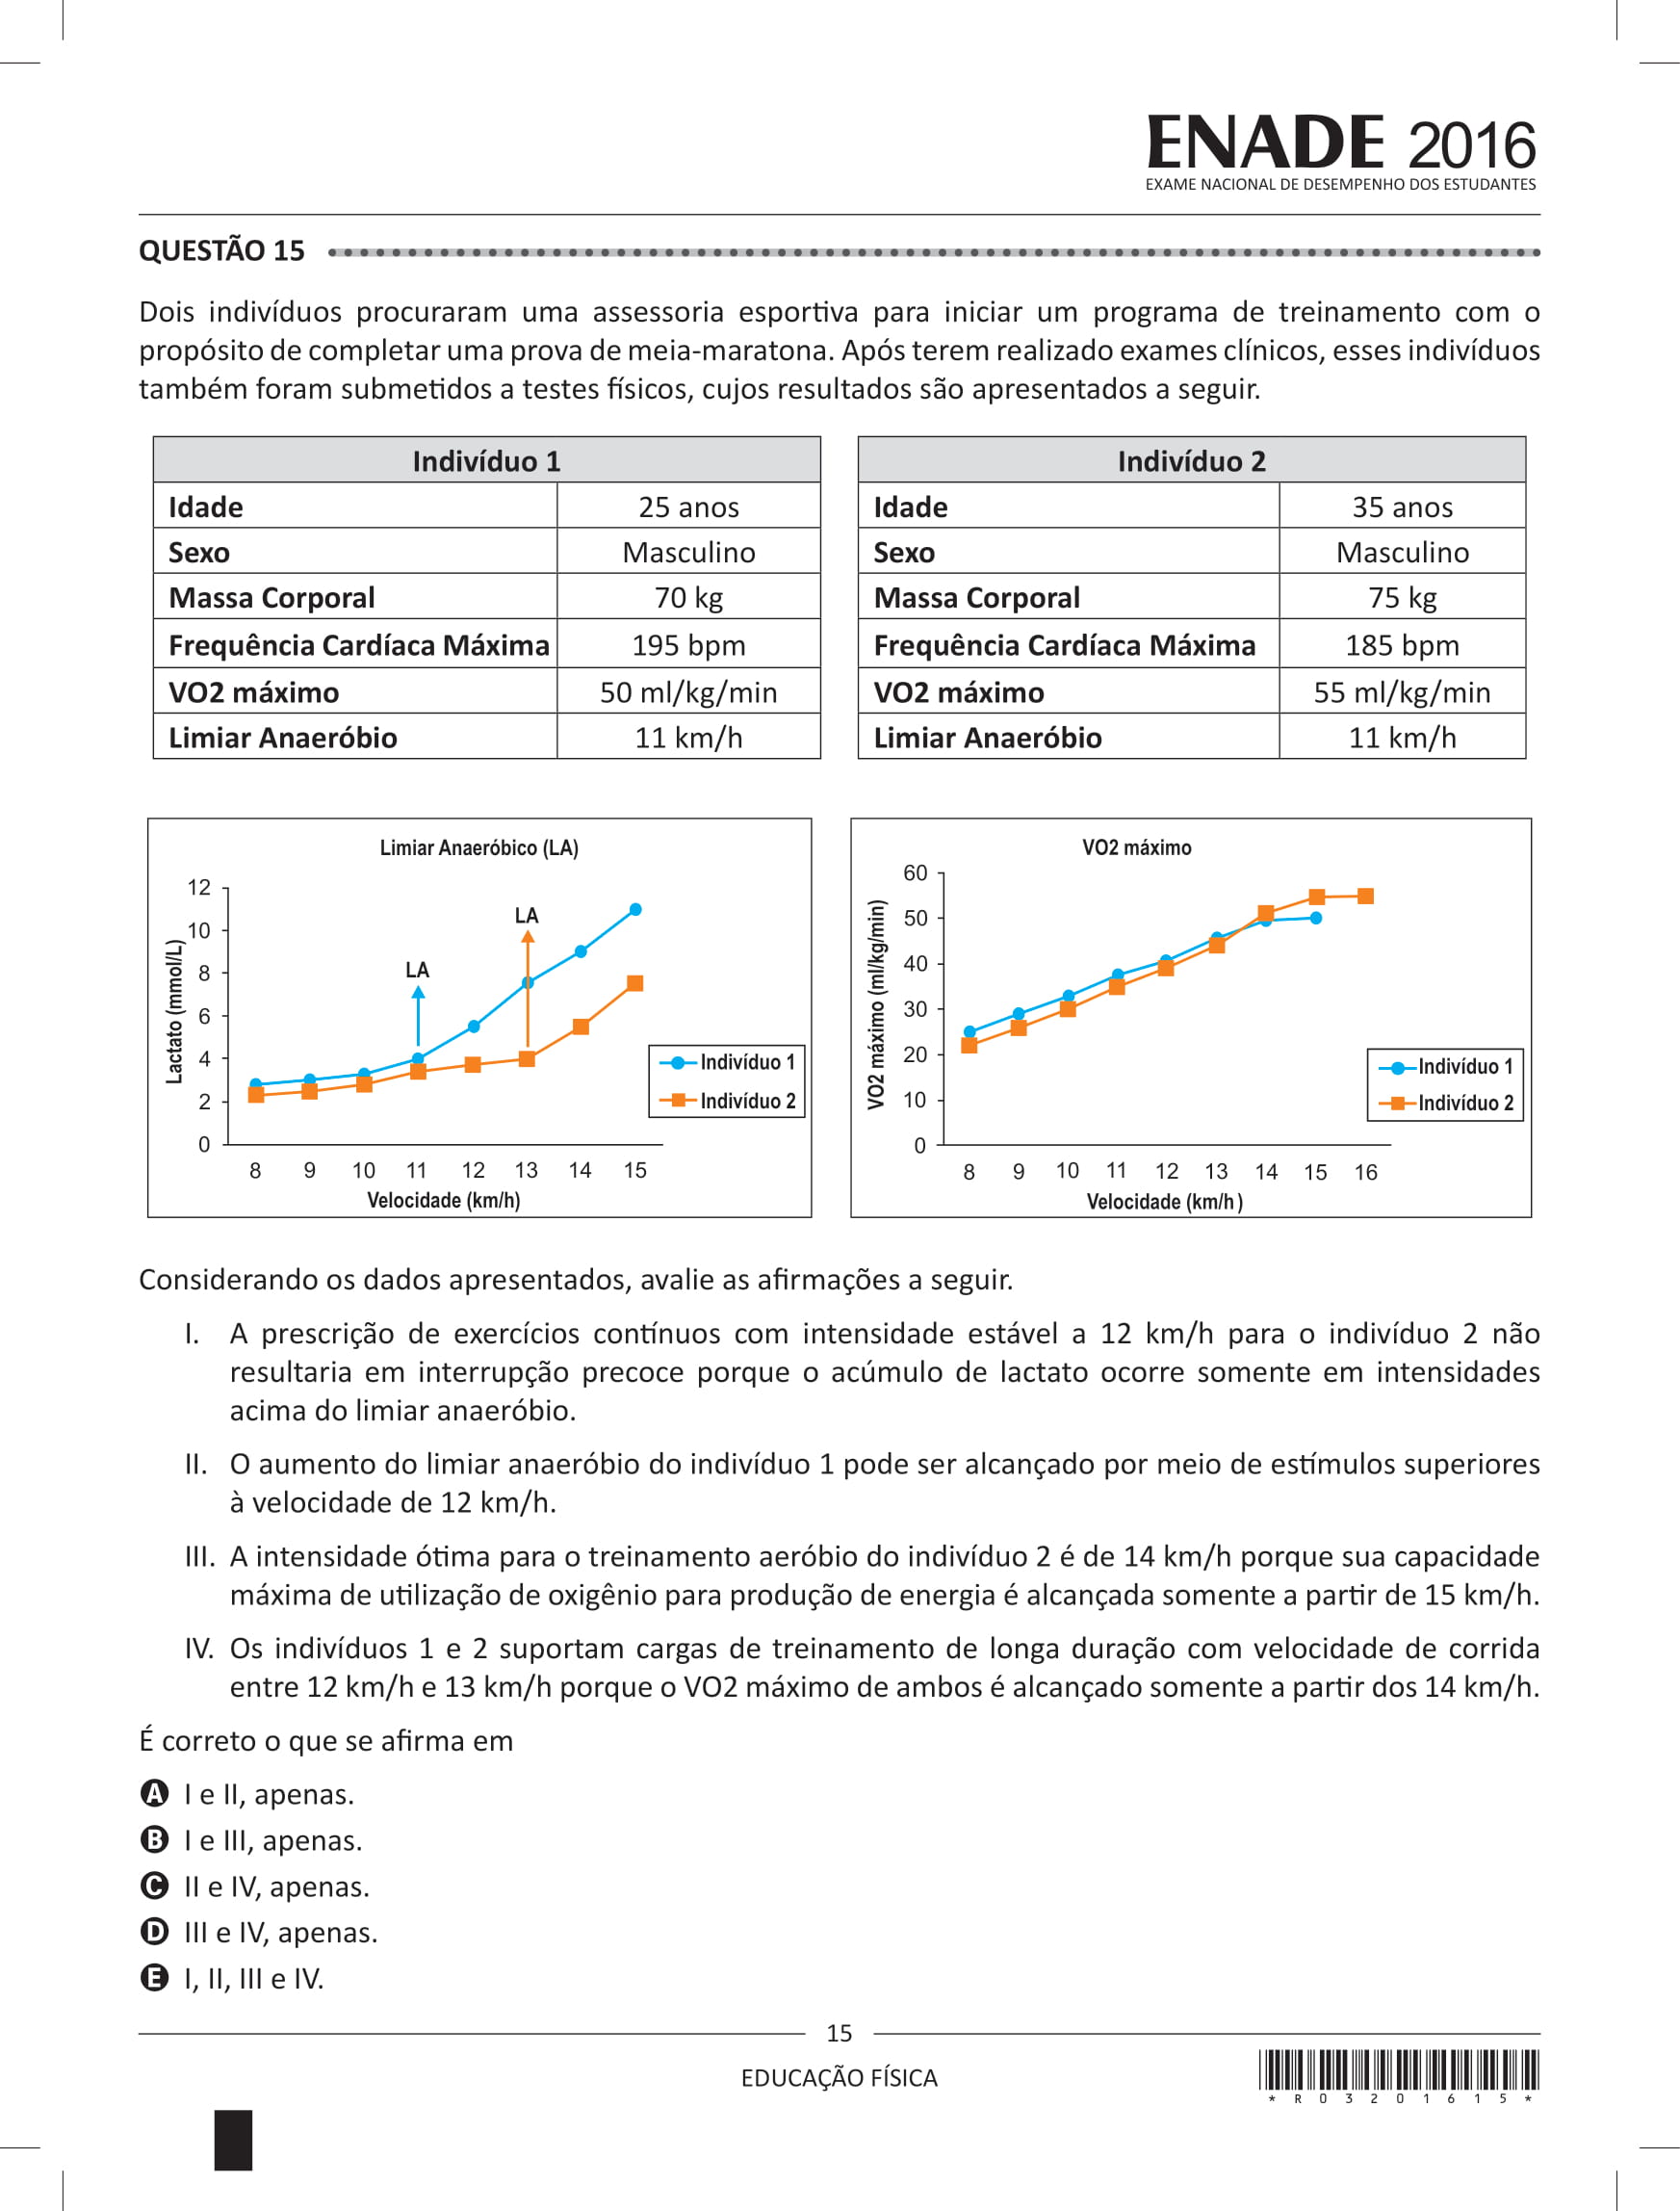 ENADE 2016
EXAME NACIONAL DE DESEMPENHO DOS ESTUDANTES
QUESTÃO 15
Dois indivíduos procuraram uma assessoria esportiva para iniciar um programa de treinamento com o
propósito de completar uma prova de meia-maratona. Após terem realizado exames clínicos, esses indivíduos
também foram submetidos a testes físicos, cujos resultados são apresentados a seguir.
Indivíduo 1
Idade 25 anos
Sexo Masculino
Massa Corporal 70 kg
Frequência Cardíaca Máxima 195 bpm
VO2 máximo 50 ml/kg/min
Limiar Anaeróbio 11 km/h
Indivíduo 2
Idade 35 anos
Sexo Masculino
Massa Corporal 75 kg
Frequência Cardíaca Máxima 185 bpm
VO2 máximo 55 ml/kg/min
Limiar Anaeróbio 11 km/h
Limiar Anaeróbico (LA)
Lactato (mmol/L)
12
10
8
6
4
2
0
LA
LA
Indivíduo 1
Indivíduo 2
8 9 10 11 12 13 14 15
Velocidade (km/h)
VO2 máximo
VO2 máximo (ml/kg/min)
60
50
40
30
20
10
0
Indivíduo 1
Indivíduo 2
8 9 10 11 12 13 14 15 16
Velocidade (km/h )
Considerando os dados apresentados, avalie as afirmações a seguir.
I. A prescrição de exercícios contínuos com intensidade estável a 12 km/h para o indivíduo 2 não
resultaria em interrupção precoce porque o acúmulo de lactato ocorre somente em intensidades
acima do limiar anaeróbio.
II. O aumento do limiar anaeróbio do indivíduo 1 pode ser alcançado por meio de estímulos superiores
à velocidade de 12 km/h.
III. A intensidade ótima para o treinamento aeróbio do indivíduo 2 é de 14 km/h porque sua capacidade
máxima de utilização de oxigênio para produção de energia é alcançada somente a partir de 15 km/h.
IV. Os indivíduos 1 e 2 suportam cargas de treinamento de longa duração com velocidade de corrida
entre 12 km/h e 13 km/h porque o VO2 máximo de ambos é alcançado somente a partir dos 14 km/h.
É correto o que se afirma em
A I e II, apenas.
B I e III, apenas.
C II e IV, apenas.
D III e IV, apenas.
E I, II, III e IV.
15
EDUCAÇÃO FÍSICA
* R 0 3 2 0 1 6 1 5 *